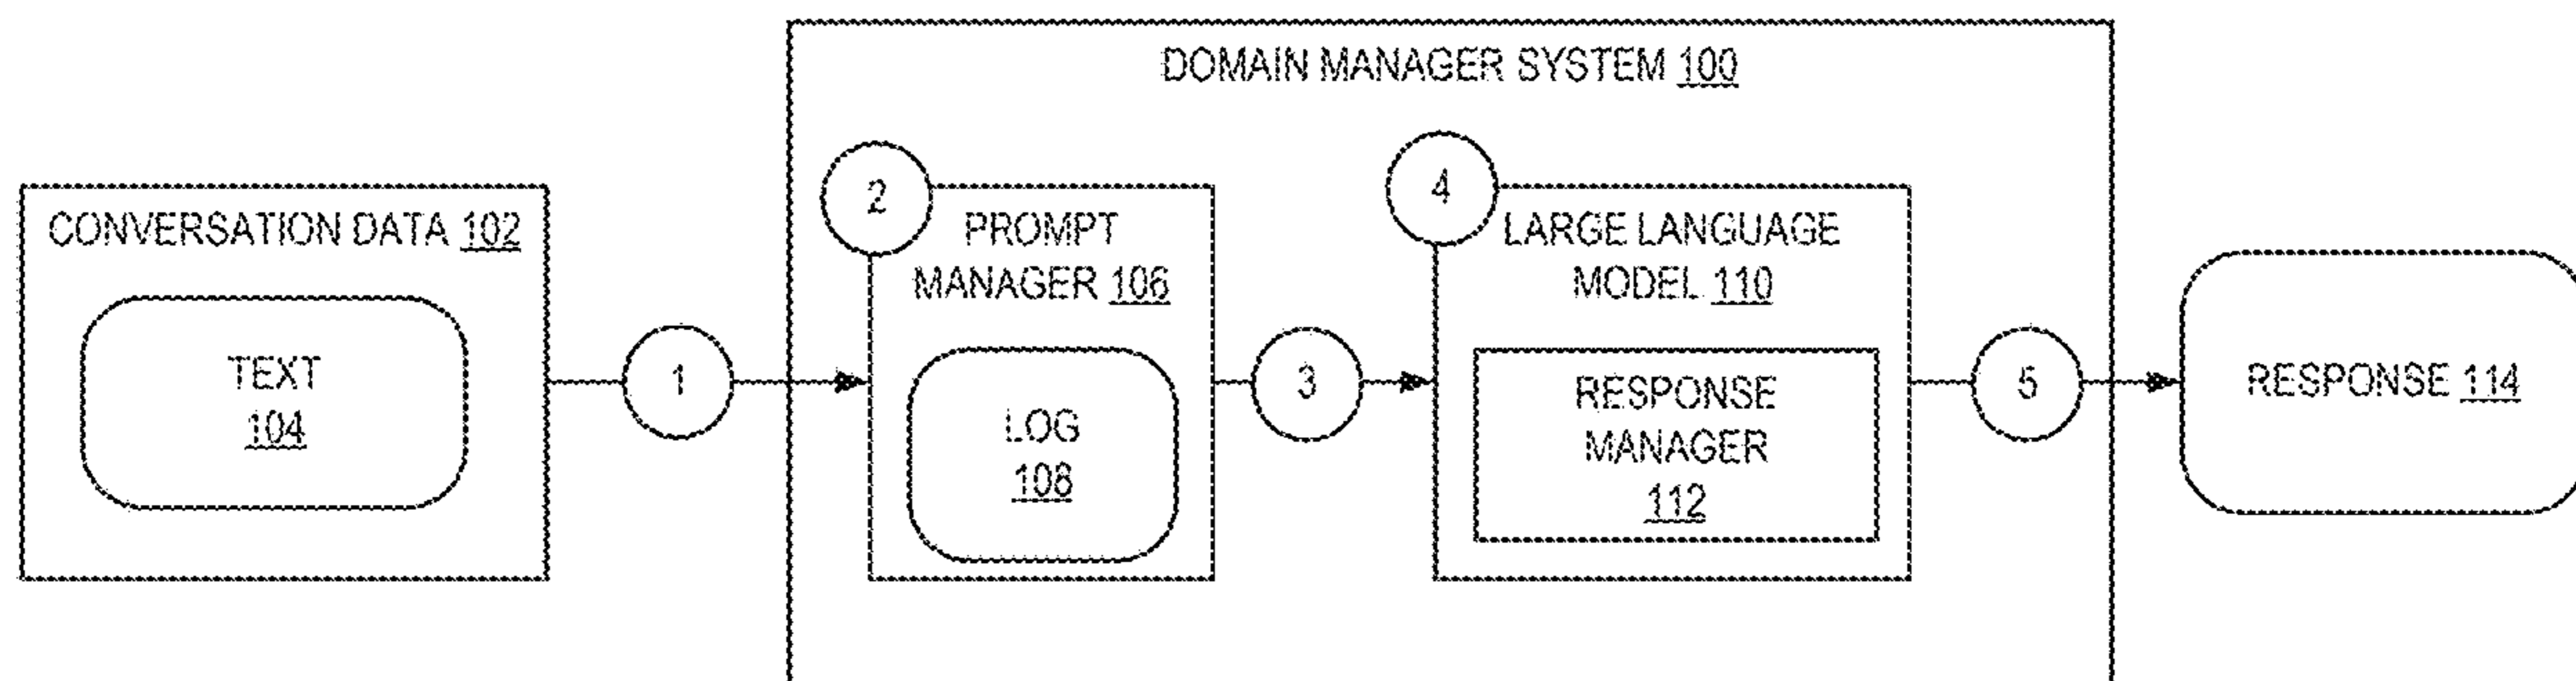 DOMAIN MANAGER SYSTEM 100
CONVERSATION DATA 102
TEXT
104
1
2
PROMPT
MANAGER 106
LOG
108
3
4
LARGE LANGUAGE
MODEL 110
RESPONSE
MANAGER
112
5
RESPONSE 114